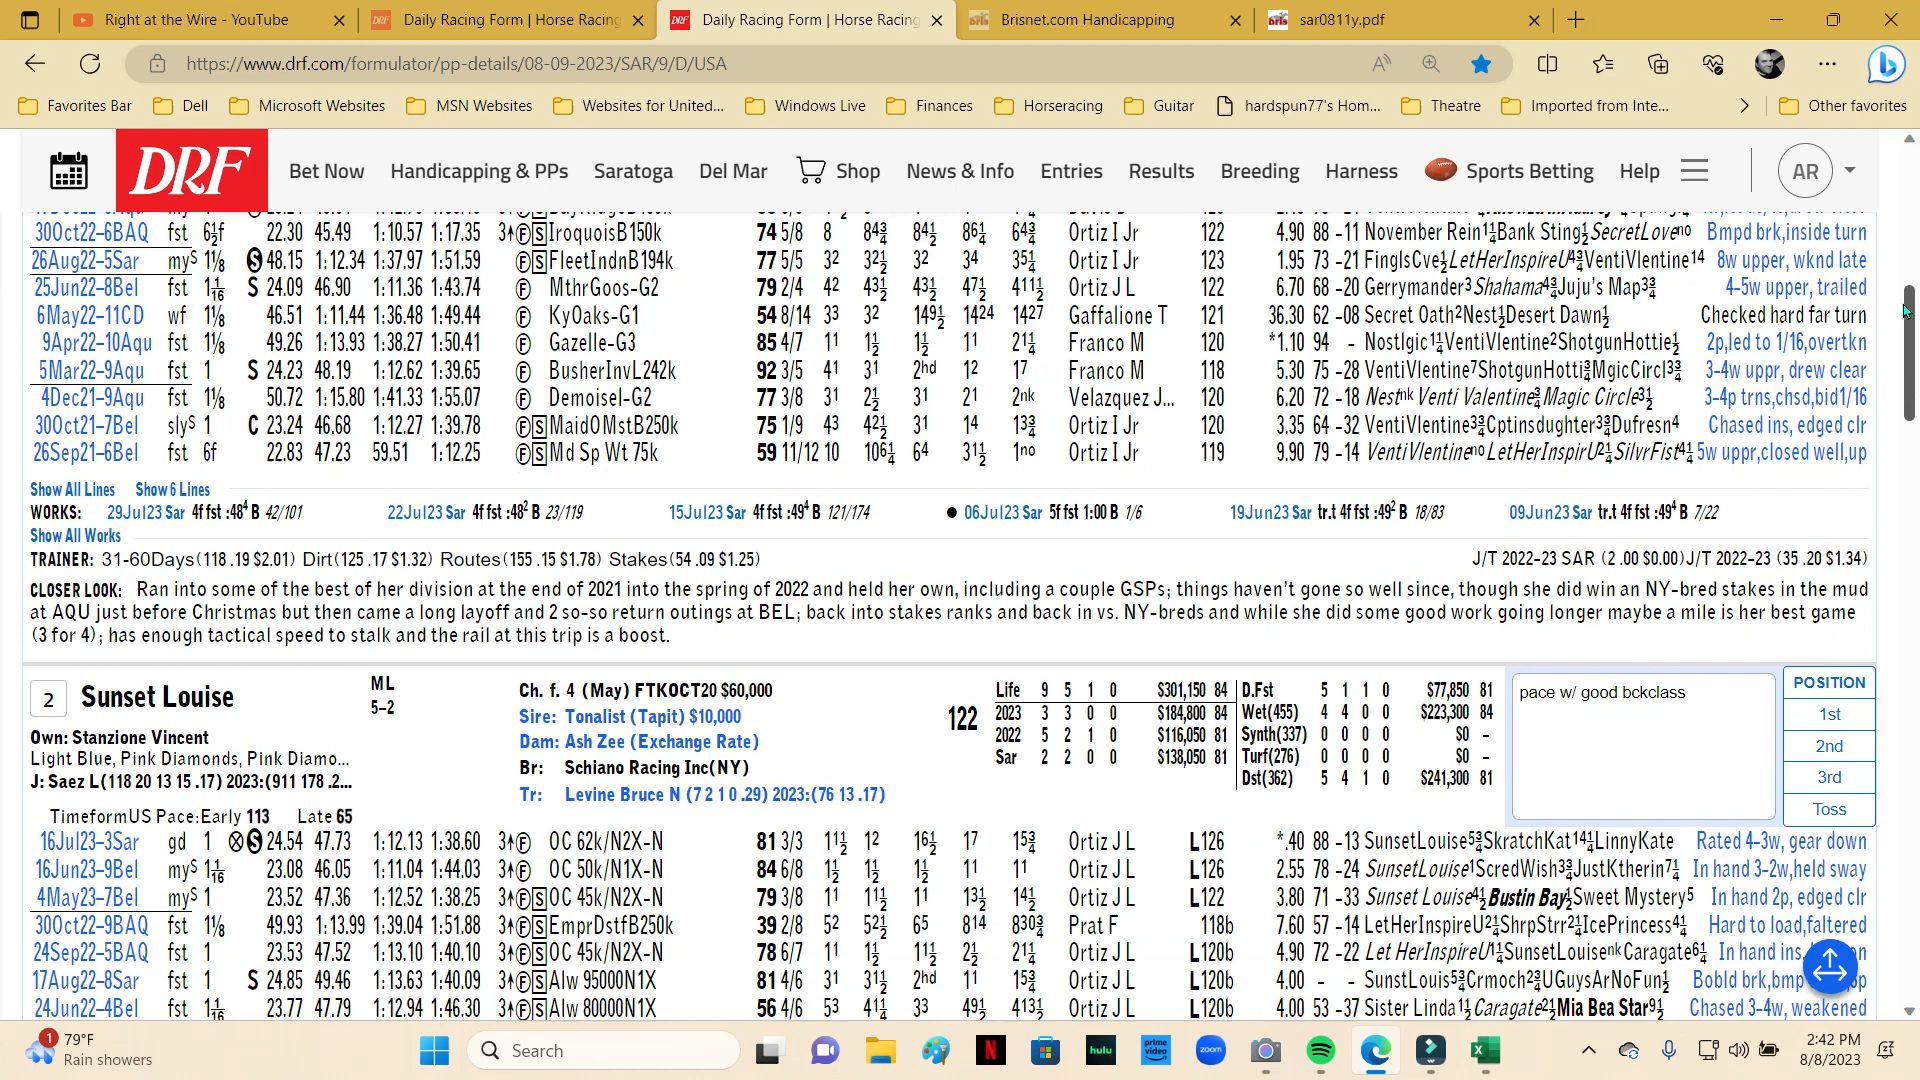 Right at the Wire - YouTube
Daily Racing Form | Horse Racing
Daily Racing Form | Horse Racing
Brisnet.com Handicapping
sar0811y.pdf
https://www.drf.com/formulator/pp-details/08-09-2023/SAR/9/D/USA
Favorites Bar Dell Microsoft Websites MSN Websites Websites for United... Windows Live Finances Horseracing Guitar hardspun77's Hom... Theatre Imported from Inte... Other favorites
DRF Bet Now Handicapping & PPs Saratoga Del Mar Shop News & Info Entries Results Breeding Harness Sports Betting Help AR
30Oct22-6BAQ fst 6½f 22.30 45.49 1:10.57 1:17.35 3↑ⒻⓈIroquoisB150k 74 5/8 8 84¾ 84½ 86¼ 64¾ Ortiz I Jr 122 4.90 88 -11 November Rein1¼Bank Sting½SecretLoveno Bmpd brk,inside turn
26Aug22-5Sar myS 1⅛ Ⓢ48.15 1:12.34 1:37.97 1:51.59 ⒻⓈFleetIndnB194k 77 5/5 32 32½ 32 34 35¼ Ortiz I Jr 123 1.95 73 -21 FinglsCve½LetHerInspireU4¾VentiVlentine14 8w upper, wknd late
25Jun22-8Bel fst 1 1/16 S 24.09 46.90 1:11.36 1:43.74 Ⓕ MthrGoos-G2 79 2/4 42 43½ 43½ 47½ 411½ Ortiz J L 122 6.70 68 -20 Gerrymander3Shahama4¾Juju's Map3¾ 4-5w upper, trailed
6May22-11CD wf 1⅛ 46.51 1:11.44 1:36.48 1:49.44 Ⓕ KyOaks-G1 54 8/14 33 32 149½ 1424 1427 Gaffalione T 121 36.30 62 -08 Secret Oath2Nest½Desert Dawn½ Checked hard far turn
9Apr22-10Aqu fst 1⅛ 49.26 1:13.93 1:38.27 1:50.41 Ⓕ Gazelle-G3 85 4/7 11 1½ 1½ 11 21¼ Franco M 120 *1.10 94 - Nostlgic1¼VentiVlentine2ShotgunHottie½ 2p,led to 1/16,overtkn
5Mar22-9Aqu fst 1 S 24.23 48.19 1:12.62 1:39.65 Ⓕ BusherInvL242k 92 3/5 41 31 2hd 12 17 Franco M 118 5.30 75 -28 VentiVlentine7ShotgunHotti¾MgicCircl3¾ 3-4w uppr, drew clear
4Dec21-9Aqu fst 1⅛ 50.72 1:15.80 1:41.33 1:55.07 Ⓕ Demoisel-G2 77 3/8 31 2½ 31 21 2nk Velazquez J... 120 6.20 72 -18 Nestnk Venti Valentine¾Magic Circle3½ 3-4p trns,chsd,bid1/16
30Oct21-7Bel slyS 1 C 23.24 46.68 1:12.27 1:39.78 ⒻⓈMaidOMstB250k 75 1/9 43 42½ 31 14 13¾ Ortiz I Jr 120 3.35 64 -32 VentiVlentine3¾Cptinsdughter3¾Dufresn4 Chased ins, edged clr
26Sep21-6Bel fst 6f 22.83 47.23 59.51 1:12.25 ⒻⓈMd Sp Wt 75k 59 11/12 10 106¼ 64 31½ 1no Ortiz I Jr 119 9.90 79 -14 VentiVlentinenoLetHerInspirU2¼SilvrFist4¼ 5w uppr,closed well,up
Show All Lines Show 6 Lines
WORKS: 29Jul23 Sar 4f fst :484 B 42/101 22Jul23 Sar 4f fst :482 B 23/119 15Jul23 Sar 4f fst :494 B 121/174 ● 06Jul23 Sar 5f fst 1:00 B 1/6 19Jun23 Sar tr.t 4f fst :492 B 18/83 09Jun23 Sar tr.t 4f fst :494 B 7/22
Show All Works
TRAINER: 31-60Days(118 .19 $2.01) Dirt(125 .17 $1.32) Routes(155 .15 $1.78) Stakes(54 .09 $1.25) J/T 2022-23 SAR (2 .00 $0.00)J/T 2022-23 (35 .20 $1.34)
CLOSER LOOK: Ran into some of the best of her division at the end of 2021 into the spring of 2022 and held her own, including a couple GSPs; things haven't gone so well since, though she did win an NY-bred stakes in the mud
at AQU just before Christmas but then came a long layoff and 2 so-so return outings at BEL; back into stakes ranks and back in vs. NY-breds and while she did some good work going longer maybe a mile is her best game
(3 for 4); has enough tactical speed to stalk and the rail at this trip is a boost.
2 Sunset Louise
ML
5-2
Own: Stanzione Vincent
Light Blue, Pink Diamonds, Pink Diamo...
J: Saez L(118 20 13 15 .17) 2023:(911 178 .2...
Ch. f. 4 (May) FTKOCT20 $60,000
Sire: Tonalist (Tapit) $10,000
Dam: Ash Zee (Exchange Rate)
Br: Schiano Racing Inc(NY)
Tr: Levine Bruce N (7 2 1 0 .29) 2023:(76 13 .17)
122
Life 9 5 1 0 $301,150 84 D.Fst 5 1 1 0 $77,850 81
2023 3 3 0 0 $184,800 84 Wet(455) 4 4 0 0 $223,300 84
2022 5 2 1 0 $116,050 81 Synth(337) 0 0 0 0 $0 -
Sar 2 2 0 0 $138,050 81 Turf(276) 0 0 0 0 $0 -
Dst(362) 5 4 1 0 $241,300 81
pace w/ good bckclass
POSITION
1st
2nd
3rd
Toss
TimeformUS Pace:Early 113 Late 65
16Jul23-3Sar gd 1 ⊗Ⓢ24.54 47.73 1:12.13 1:38.60 3↑Ⓕ OC 62k/N2X-N 81 3/3 11½ 12 16½ 17 15¾ Ortiz J L L126 *.40 88 -13 SunsetLouise5¾SkratchKat14¼LinnyKate Rated 4-3w, gear down
16Jun23-9Bel myS 1 1/16 23.08 46.05 1:11.04 1:44.03 3↑Ⓕ OC 50k/N1X-N 84 6/8 1½ 1½ 1½ 11 11 Ortiz J L L126 2.55 78 -24 SunsetLouise1ScredWish3¾JustKtherin7¼ In hand 3-2w,held sway
4May23-7Bel myS 1 23.52 47.36 1:12.52 1:38.25 3↑ⒻⓈOC 45k/N2X-N 79 3/8 11 11½ 11 13½ 14½ Ortiz J L L122 3.80 71 -33 Sunset Louise4½Bustin Bay½Sweet Mystery5 In hand 2p, edged clr
30Oct22-9BAQ fst 1⅛ 49.93 1:13.99 1:39.04 1:51.88 3↑ⒻⓈEmprDstfB250k 39 2/8 52 52½ 65 814 830¾ Prat F 118b 7.60 57 -14 LetHerInspireU2¼ShrpStrr2¼IcePrincess4¼ Hard to load,faltered
24Sep22-5BAQ fst 1 23.53 47.52 1:13.10 1:40.10 3↑ⒻⓈOC 45k/N2X-N 78 6/7 11 1½ 11½ 2½ 21¼ Ortiz J L L120b 4.90 72 -22 Let HerInspireU1¼SunsetLouisenkCaragate6¼ In hand ins,
17Aug22-8Sar fst 1 S 24.85 49.46 1:13.63 1:40.09 3↑ⒻⓈAlw 95000N1X 81 4/6 31 31½ 2hd 11 15¾ Ortiz J L L120b 4.00 - - SunstLouis5¾Crmoch2¾UGuysArNoFun½ Bobld brk,bmp
24Jun22-4Bel fst 1 1/16 23.77 47.79 1:12.94 1:46.30 3↑ⒻⓈAlw 80000N1X 56 4/6 53 41¼ 33 49½ 413½ Ortiz J L L120b 4.00 53 -37 Sister Linda1½Caragate2½Mia Bea Star9½ Chased 3-4w, weakened
1 79°F
Rain showers
Search
hulu prime video zoom
2:42 PM
8/8/2023